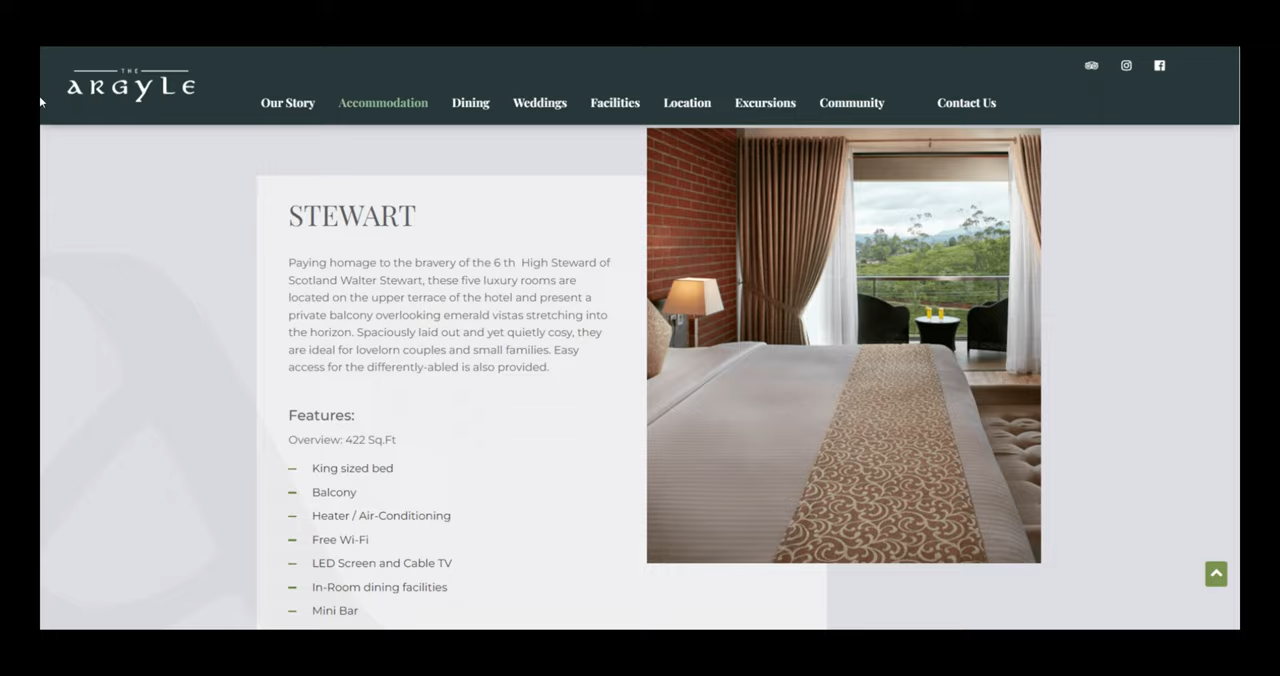 THE
ARGYLE
Our Story Accommodation Dining Weddings Facilities Location Excursions Community Contact Us
STEWART
Paying homage to the bravery of the 6 th High Steward of
Scotland Walter Stewart, these five luxury rooms are
located on the upper terrace of the hotel and present a
private balcony overlooking emerald vistas stretching into
the horizon. Spaciously laid out and yet quietly cosy, they
are ideal for lovelorn couples and small families. Easy
access for the differently-abled is also provided.
Features:
Overview: 422 Sq.Ft
King sized bed
Balcony
Heater / Air-Conditioning
Free Wi-Fi
LED Screen and Cable TV
In-Room dining facilities
Mini Bar